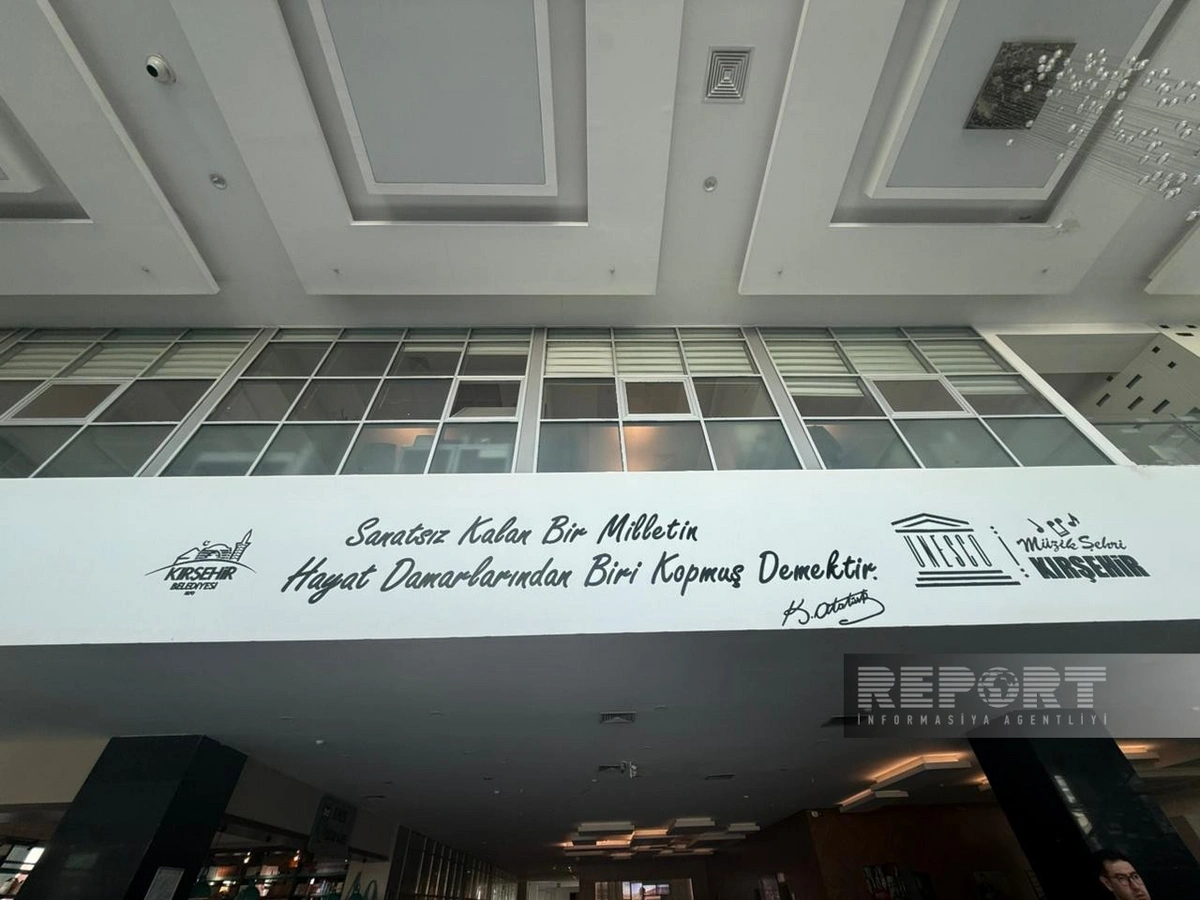 Sanatsız Kalan Bir Milletin
Hayat Damarlarından Biri Kopmuş Demektir.
K. Atatürk
KIRŞEHİR
BELEDİYESİ
UNESCO
Müzik Şehri
KIRŞEHİR
REPORT
İNFORMASİYA AGENTLİYİ